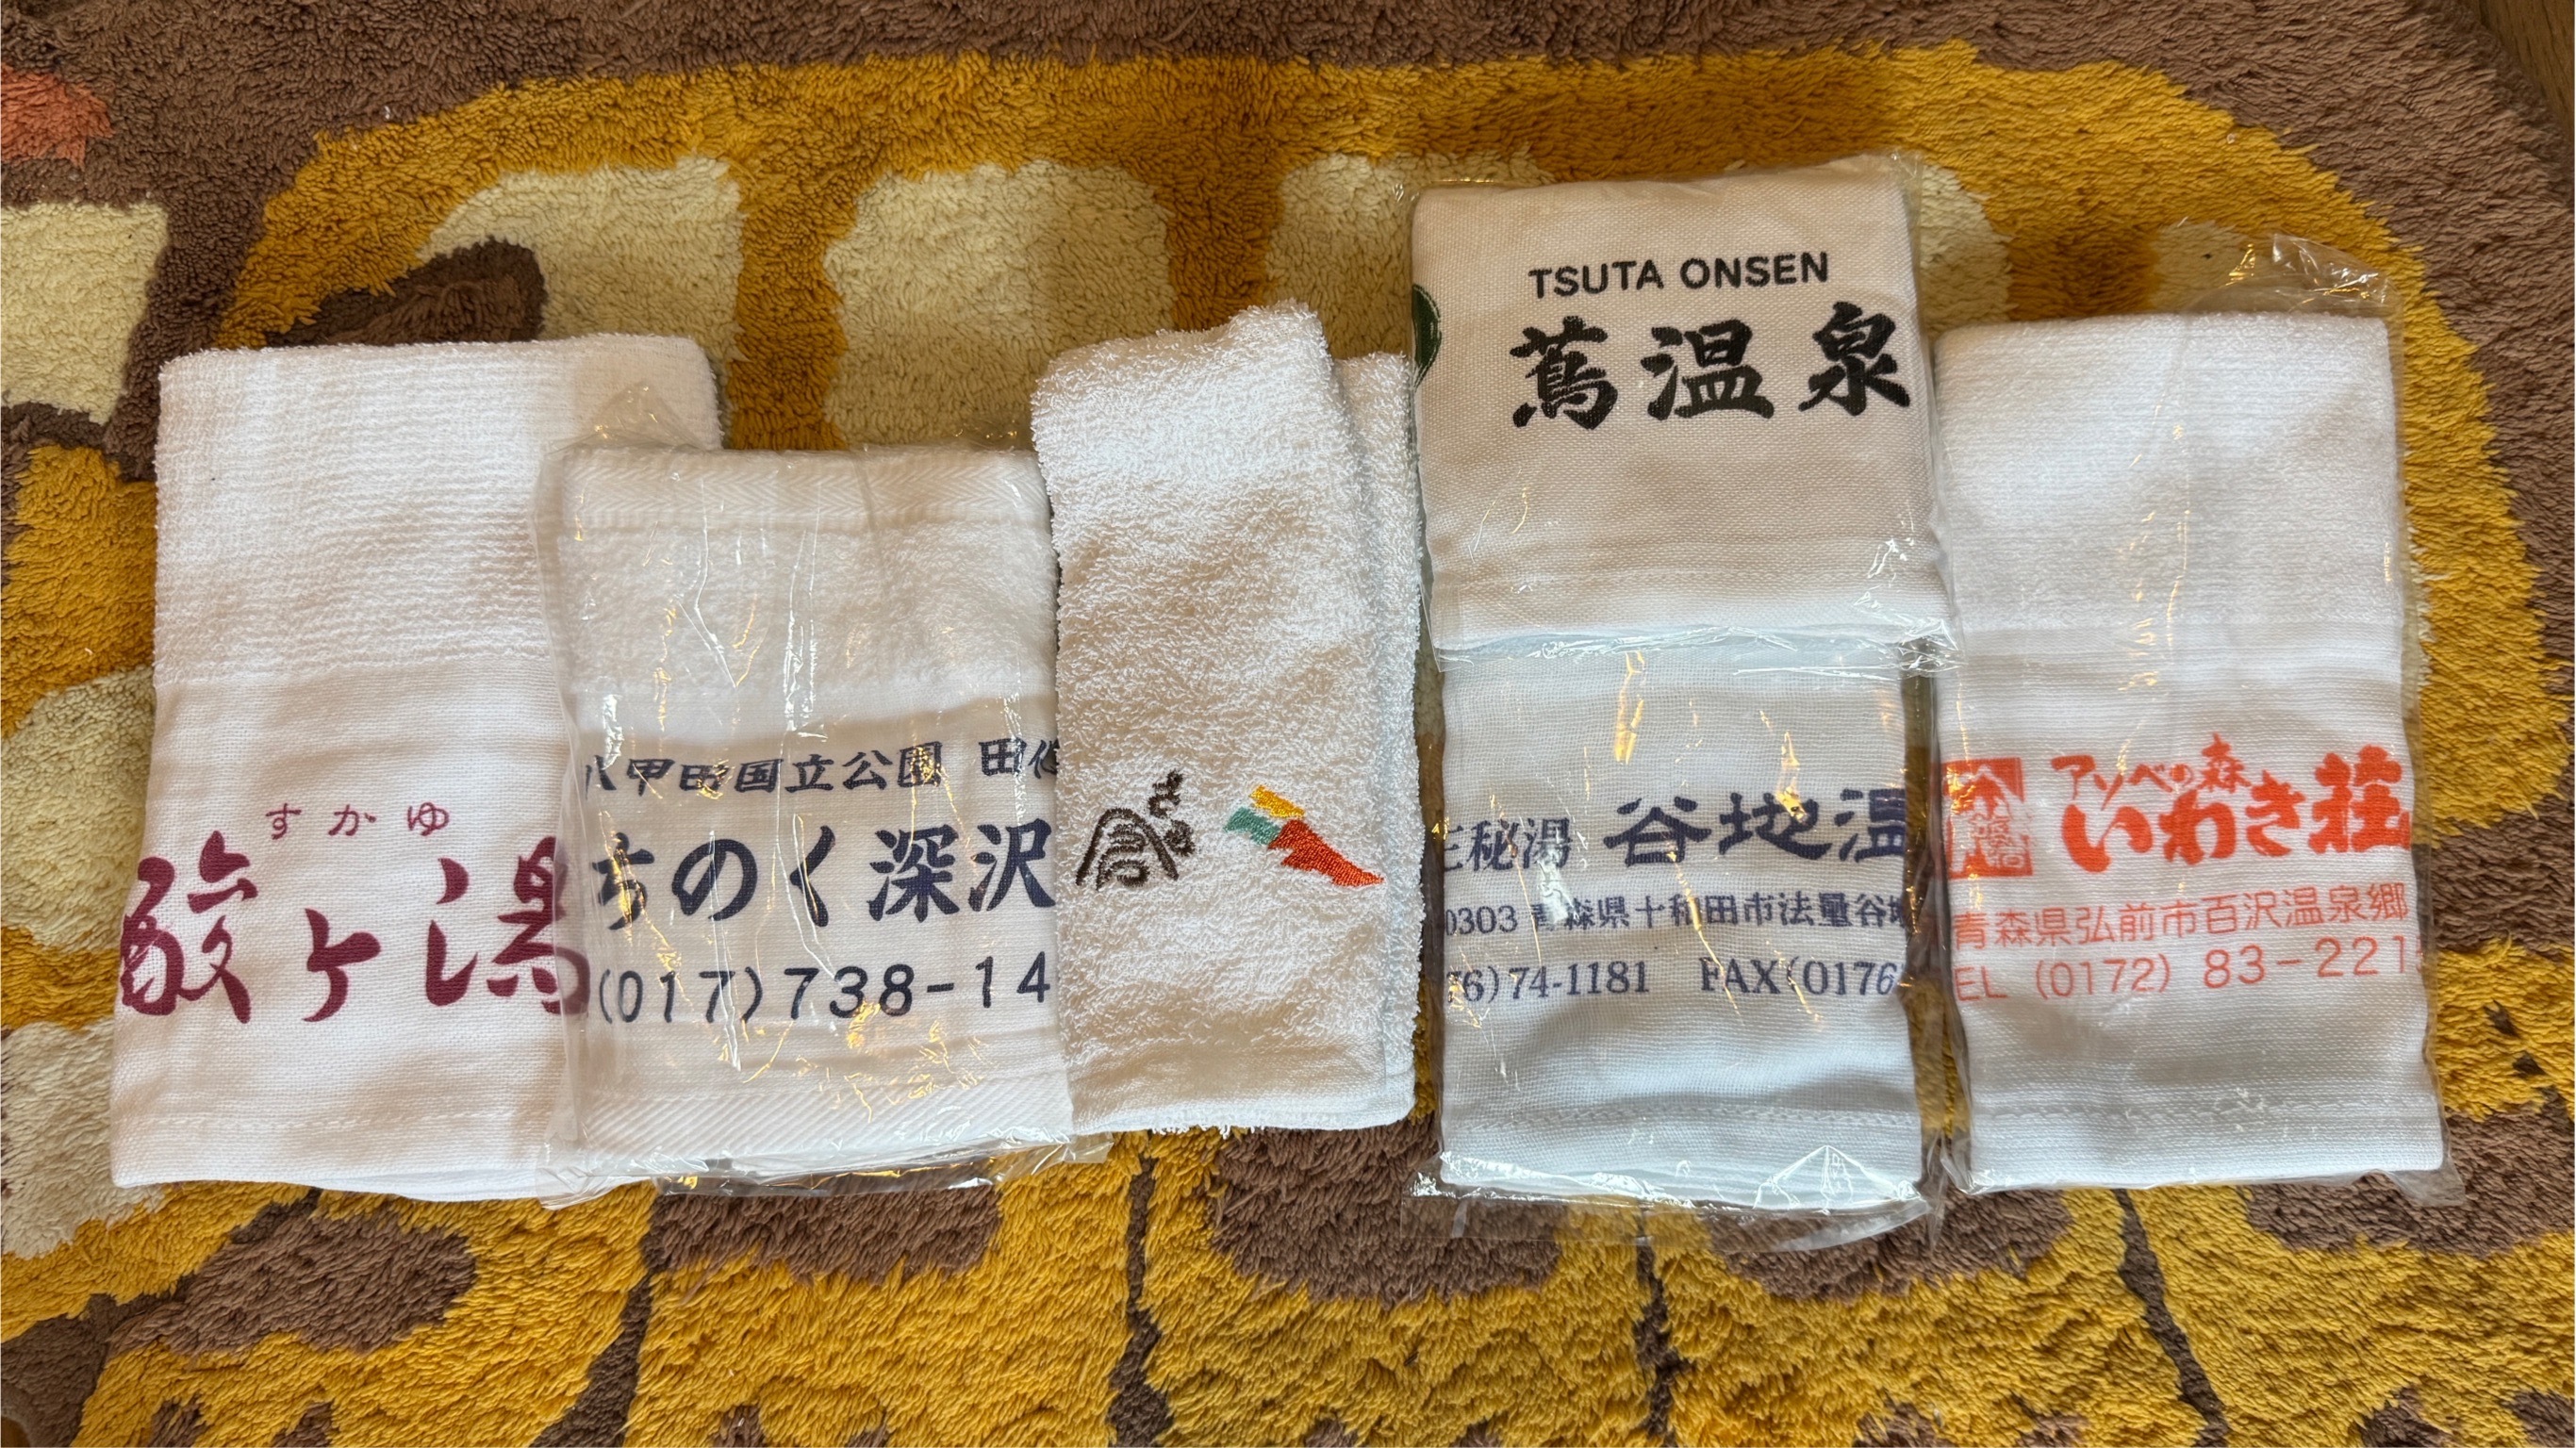 すかゆ
酸ヶ湯
八甲田国立公園 田代
ちのく深沢
(017)738-14
TSUTA ONSEN
蔦温泉
秘湯 谷地温
0303 青森県十和田市法量谷地
76)74-1181 FAX(0176
アソベの森
いわき荘
青森県弘前市百沢温泉郷
EL (0172) 83-221